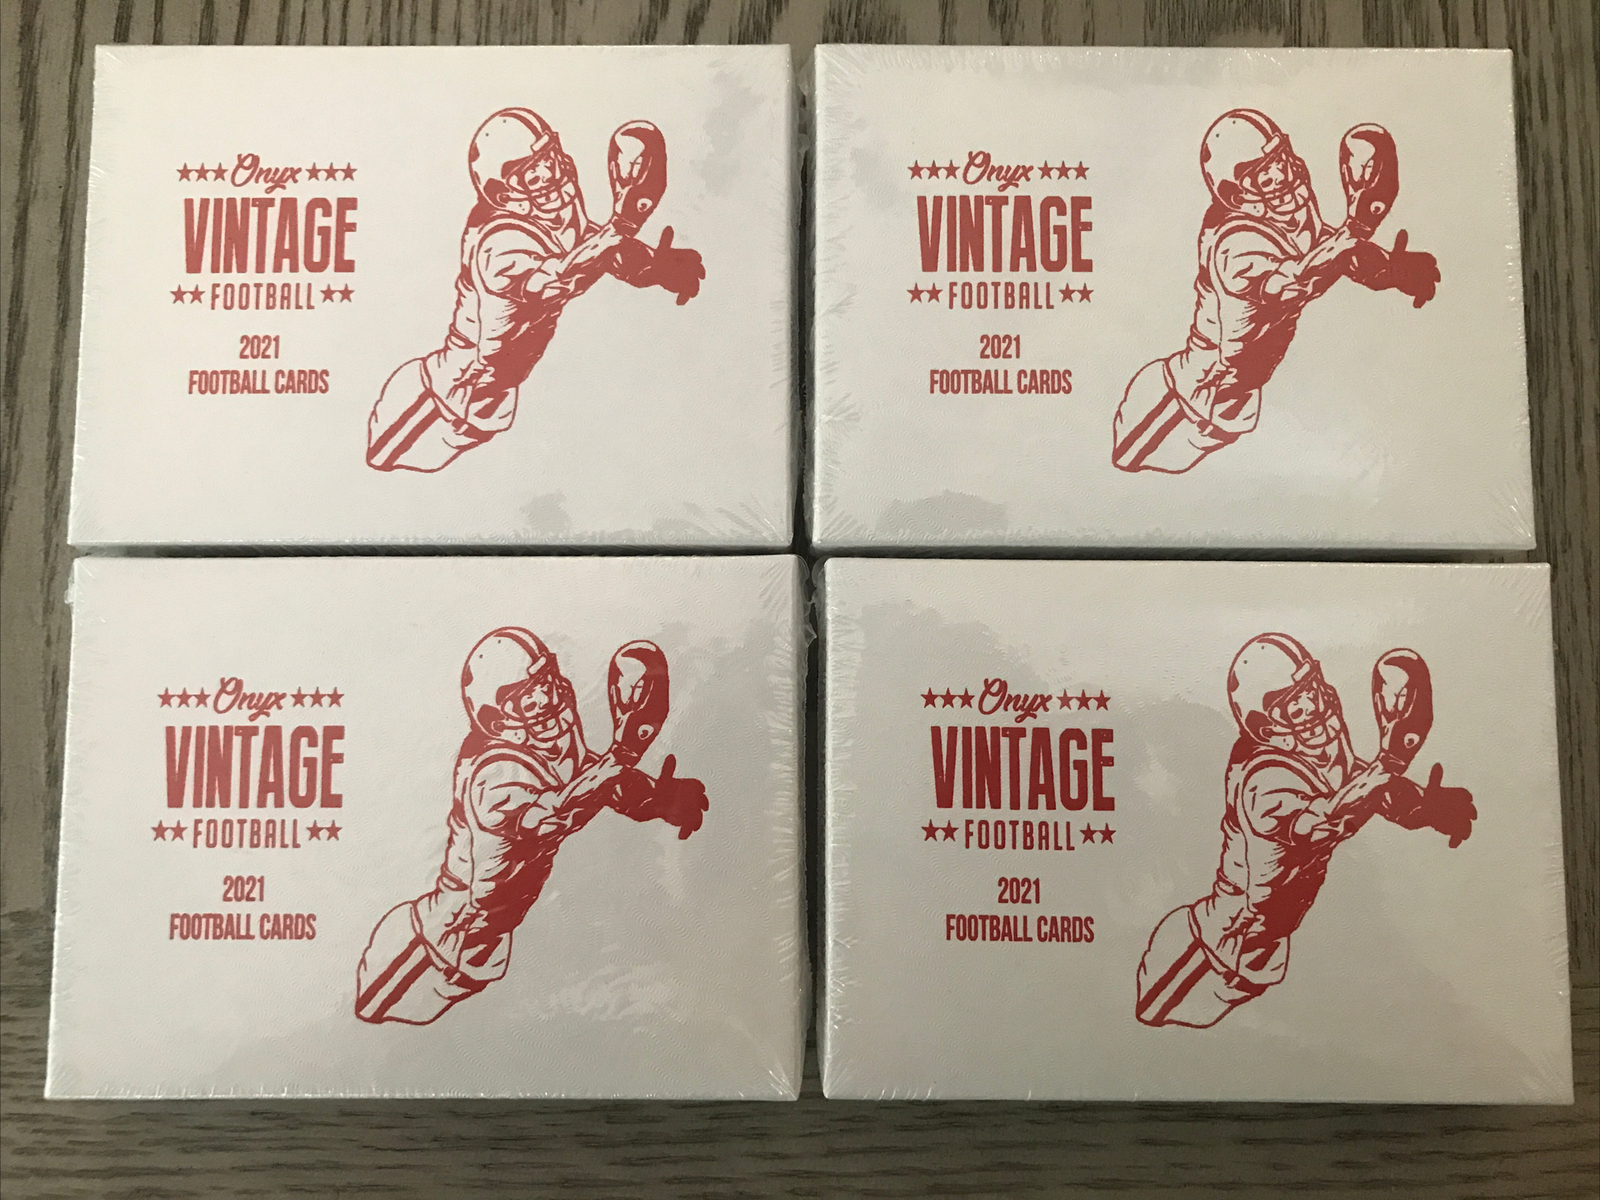 ★★★ Onyx ★★★
VINTAGE
★★ FOOTBALL ★★
2021
FOOTBALL CARDS
★★★ Onyx ★★★
VINTAGE
★★ FOOTBALL ★★
2021
FOOTBALL CARDS
★★★ Onyx ★★★
VINTAGE
★★ FOOTBALL ★★
2021
FOOTBALL CARDS
★★★ Onyx ★★★
VINTAGE
★★ FOOTBALL ★★
2021
FOOTBALL CARDS